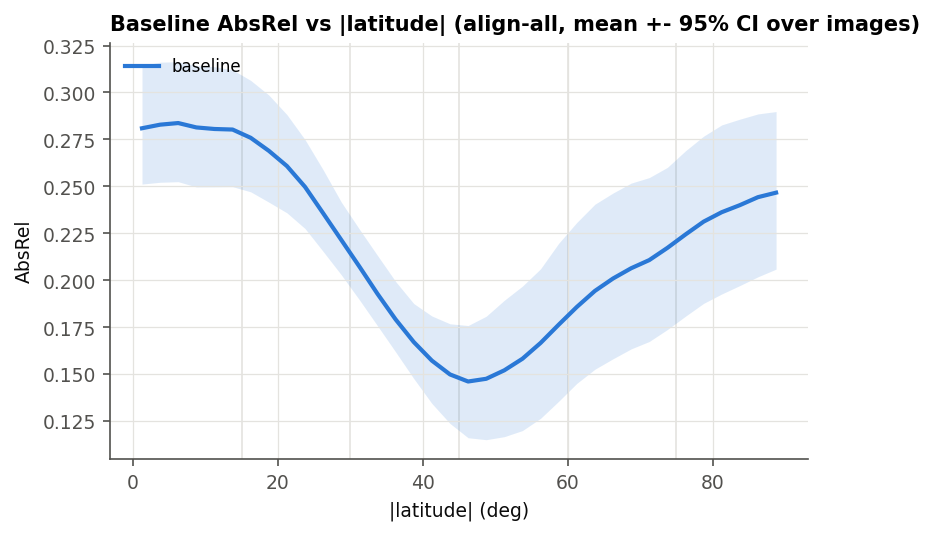 Baseline AbsRel vs |latitude| (align-all, mean +- 95% CI over images)
baseline
0.325
0.300
0.275
0.250
0.225
0.200
0.175
0.150
0.125
AbsRel
0 20 40 60 80
|latitude| (deg)